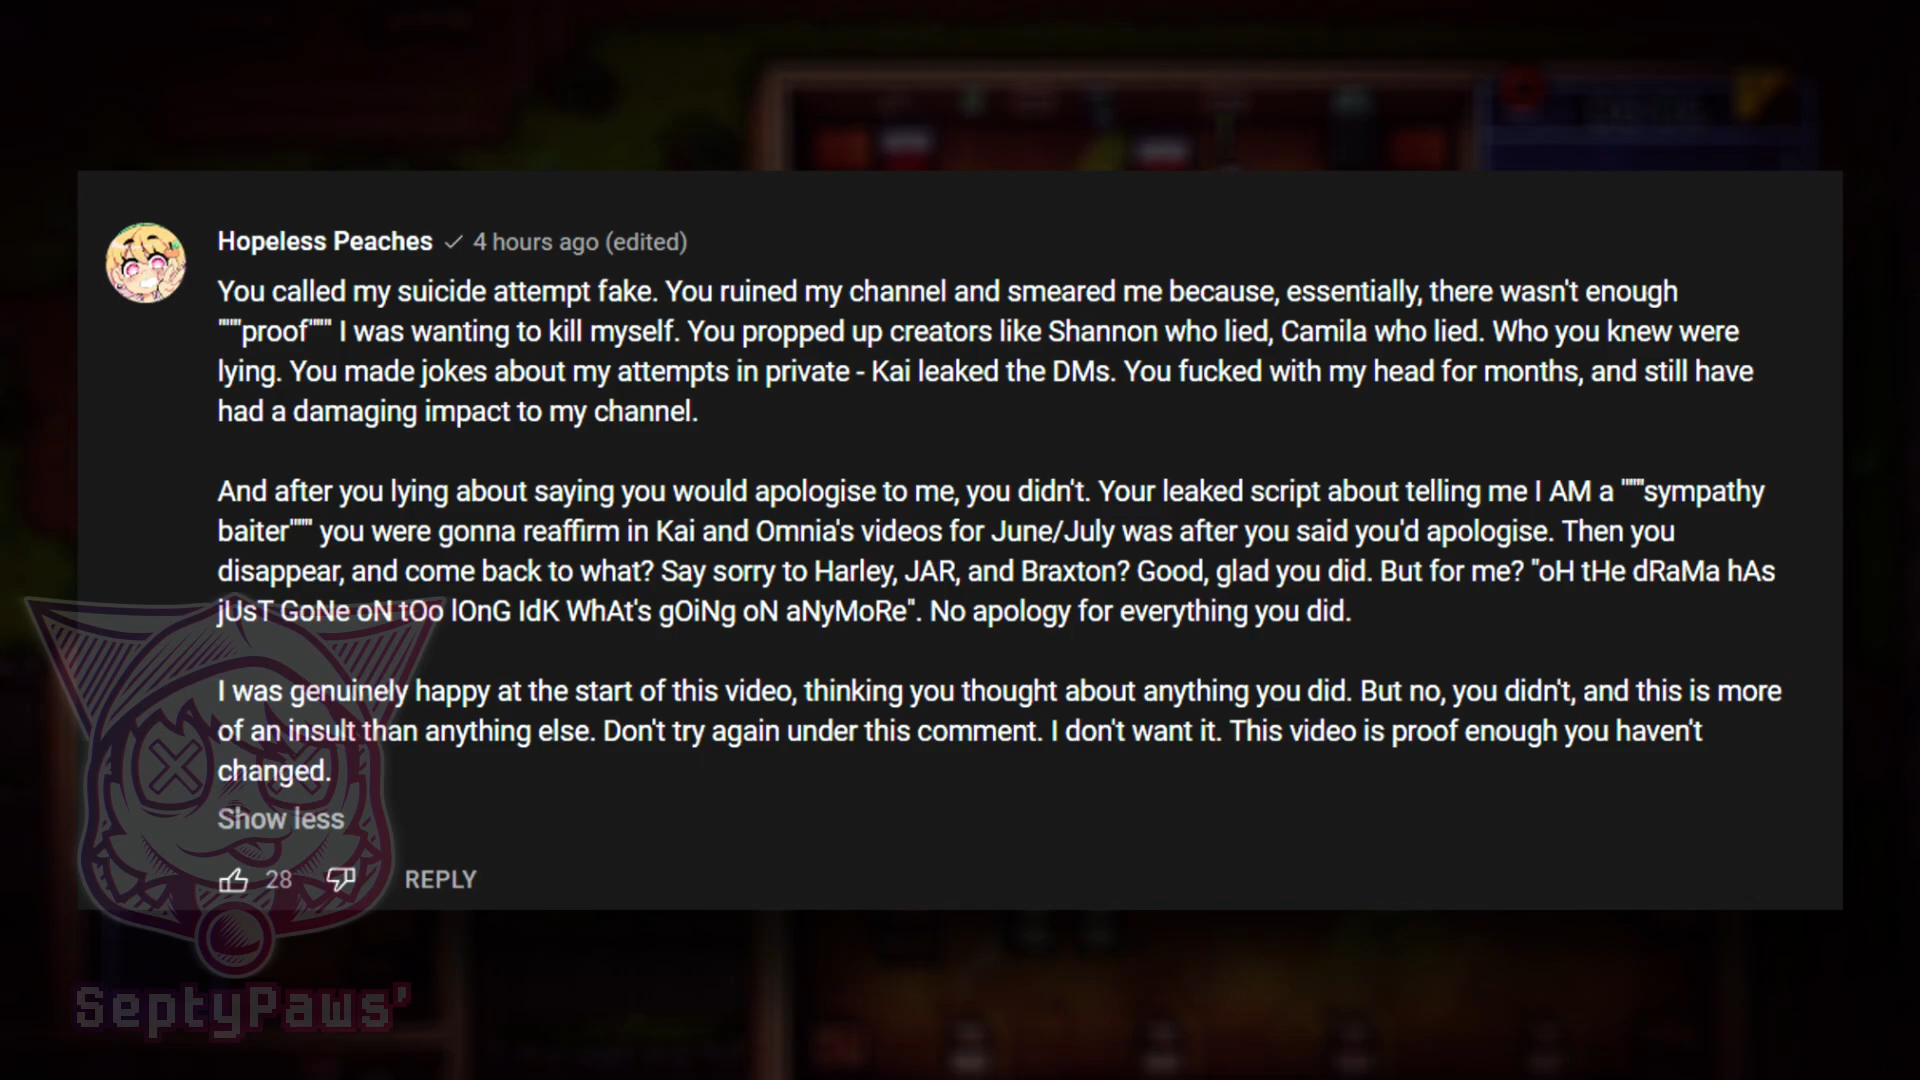 Hopeless Peaches ✓ 4 hours ago (edited)
You called my suicide attempt fake. You ruined my channel and smeared me because, essentially, there wasn't enough
""""proof"""" I was wanting to kill myself. You propped up creators like Shannon who lied, Camila who lied. Who you knew were
lying. You made jokes about my attempts in private - Kai leaked the DMs. You fucked with my head for months, and still have
had a damaging impact to my channel.
And after you lying about saying you would apologise to me, you didn't. Your leaked script about telling me I AM a """"sympathy
baiter"""" you were gonna reaffirm in Kai and Omnia's videos for June/July was after you said you'd apologise. Then you
disappear, and come back to what? Say sorry to Harley, JAR, and Braxton? Good, glad you did. But for me? "oH tHe dRaMa hAs
jUsT GoNe oN tOo lOnG IdK WhAt's gOiNg oN aNyMoRe". No apology for everything you did.
I was genuinely happy at the start of this video, thinking you thought about anything you did. But no, you didn't, and this is more
of an insult than anything else. Don't try again under this comment. I don't want it. This video is proof enough you haven't
changed.
Show less
28 REPLY
SeptyPaws'